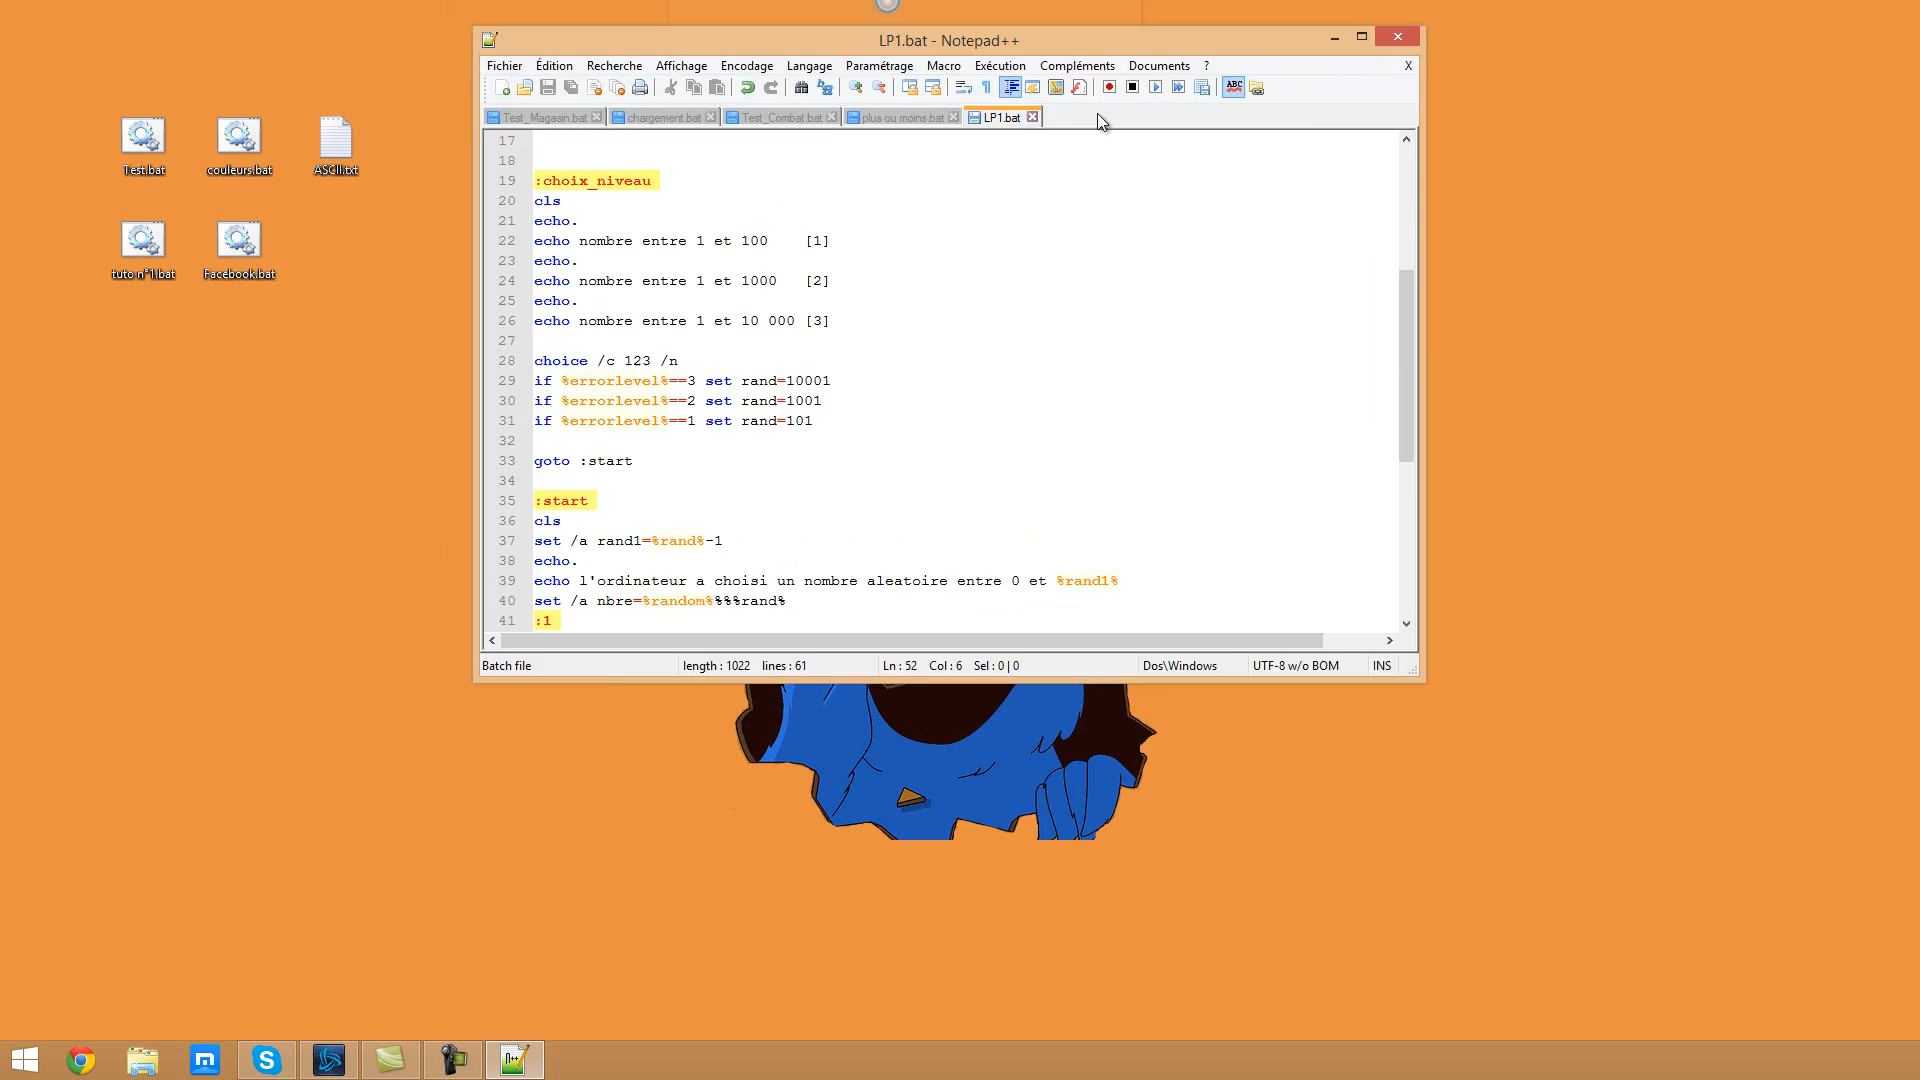 LP1.bat - Notepad++
Fichier Édition Recherche Affichage Encodage Langage Paramétrage Macro Exécution Compléments Documents ? X
Test_Magasin.bat chargement.bat Test_Combat.bat plus ou moins.bat LP1.bat
17
18
19 :choix_niveau
20 cls
21 echo.
22 echo nombre entre 1 et 100 [1]
23 echo.
24 echo nombre entre 1 et 1000 [2]
25 echo.
26 echo nombre entre 1 et 10 000 [3]
27
28 choice /c 123 /n
29 if %errorlevel%==3 set rand=10001
30 if %errorlevel%==2 set rand=1001
31 if %errorlevel%==1 set rand=101
32
33 goto :start
34
35 :start
36 cls
37 set /a rand1=%rand%-1
38 echo.
39 echo l'ordinateur a choisi un nombre aleatoire entre 0 et %rand1%
40 set /a nbre=%random%%%%rand%
41 :1
Batch file length : 1022 lines : 61 Ln : 52 Col : 6 Sel : 0 | 0 Dos\Windows UTF-8 w/o BOM INS
Test.bat couleurs.bat ASCII.txt
tuto n°1.bat Facebook.bat